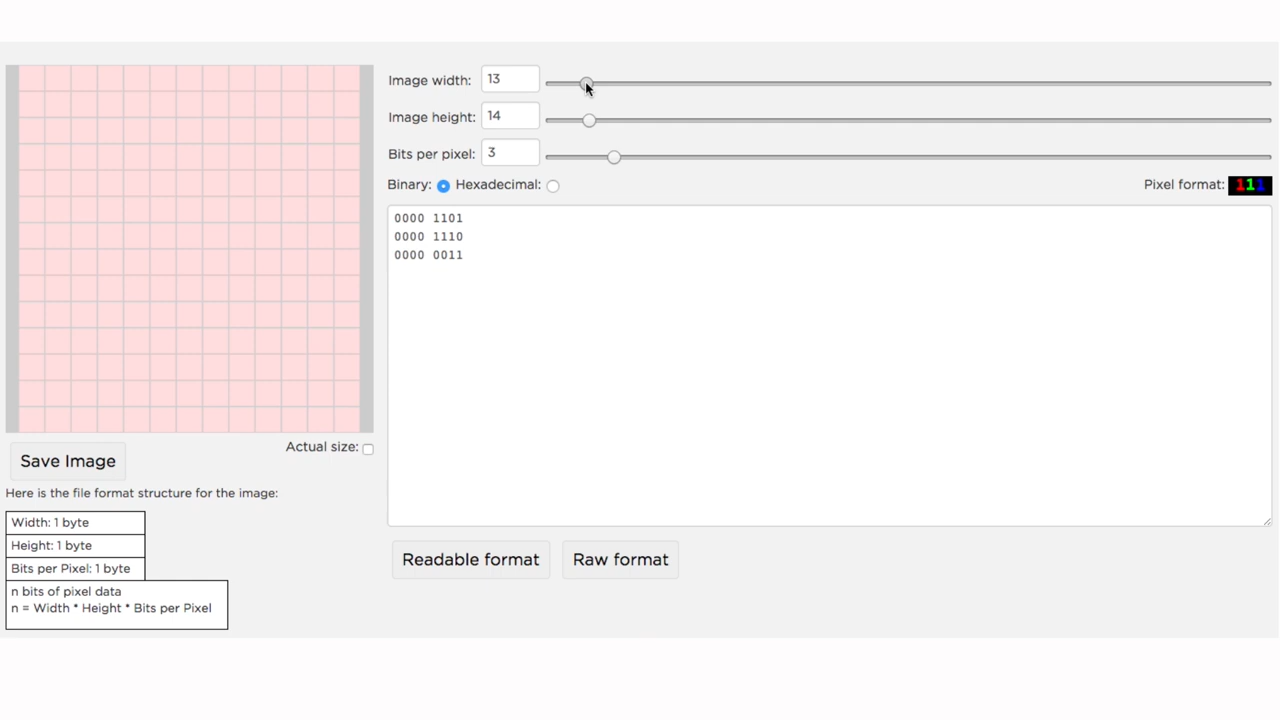 Image width: 13
Image height: 14
Bits per pixel: 3
Binary: Hexadecimal: Pixel format: 111
0000 1101
0000 1110
0000 0011
Actual size:
Save Image
Here is the file format structure for the image:
Width: 1 byte
Height: 1 byte
Bits per Pixel: 1 byte
n bits of pixel data
n = Width * Height * Bits per Pixel
Readable format Raw format